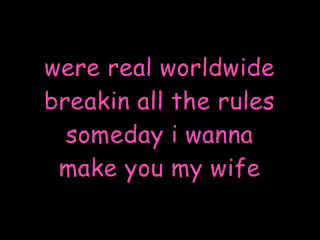 were real worldwide
breakin all the rules
someday i wanna
make you my wife